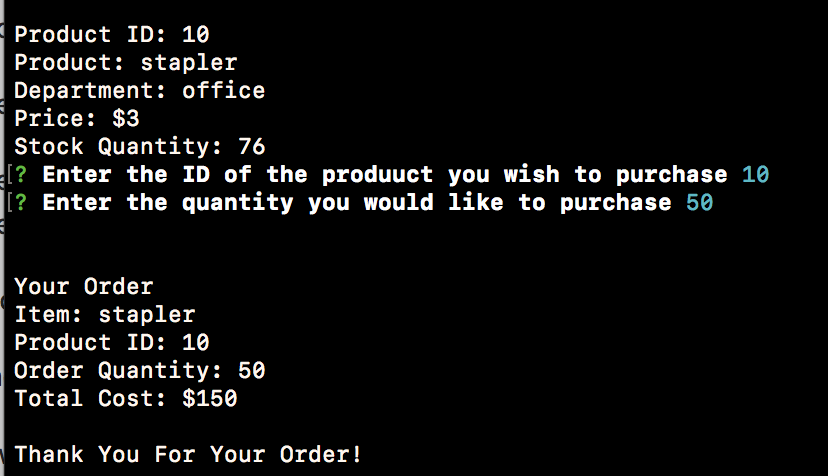 Product ID: 10
Product: stapler
Department: office
Price: $3
Stock Quantity: 76
[? Enter the ID of the produuct you wish to purchase 10
[? Enter the quantity you would like to purchase 50
Your Order
Item: stapler
Product ID: 10
Order Quantity: 50
Total Cost: $150
Thank You For Your Order!